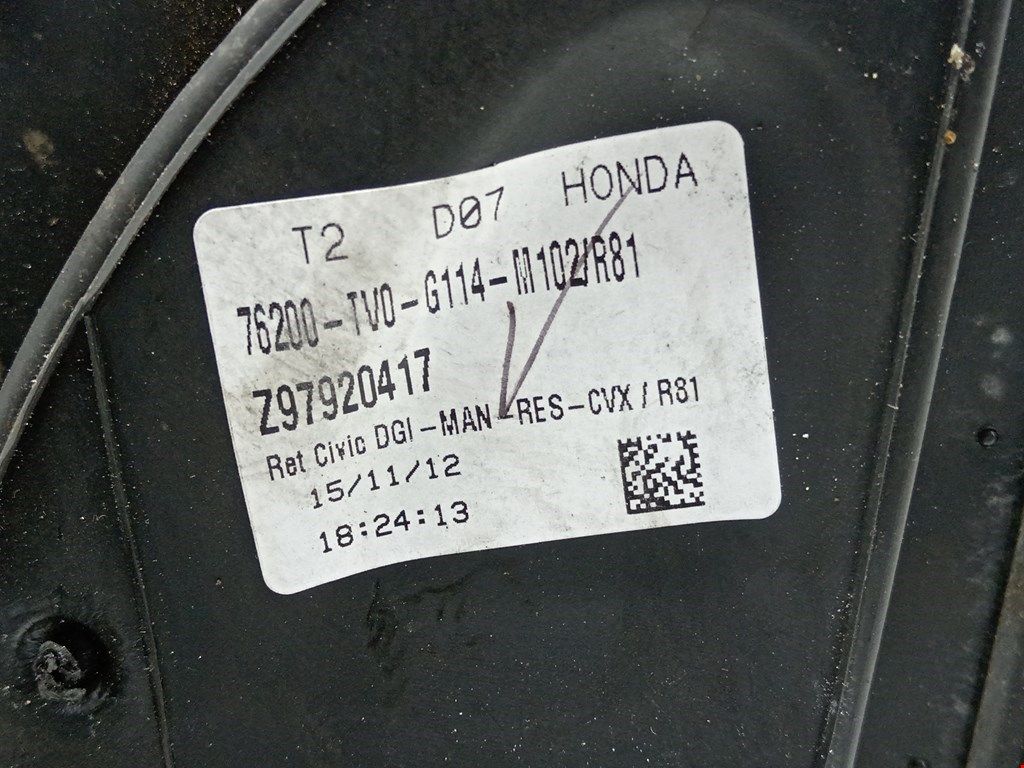 T2 D07 HONDA
76200-TV0-G114-M102/R81
Z97920417
Ret Civic DGI-MAN-RES-CVX / R81
15/11/12
18:24:13